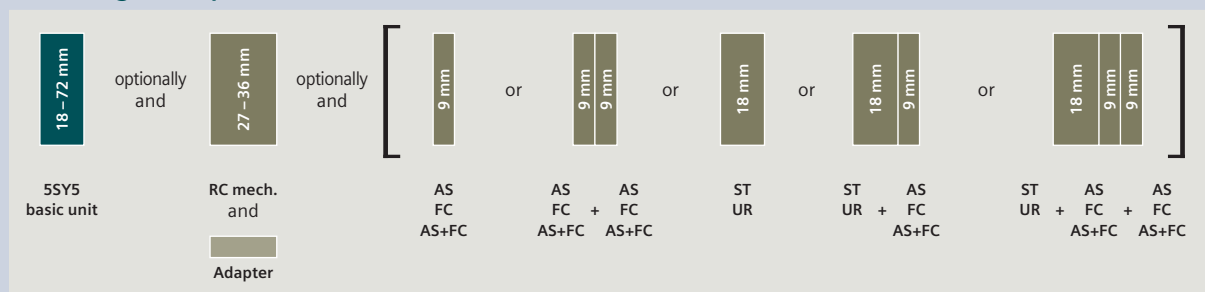 18–72 mm
optionally
and
27–36 mm
optionally
and
9 mm
or
9 mm
9 mm
or
18 mm
or
18 mm
9 mm
or
18 mm
9 mm
9 mm
5SY5
basic unit
RC mech.
and
Adapter
AS
FC
AS+FC
AS AS
FC + FC
AS+FC AS+FC
ST
UR
ST AS
UR + FC
AS+FC
ST AS AS
UR + FC + FC
AS+FC AS+FC